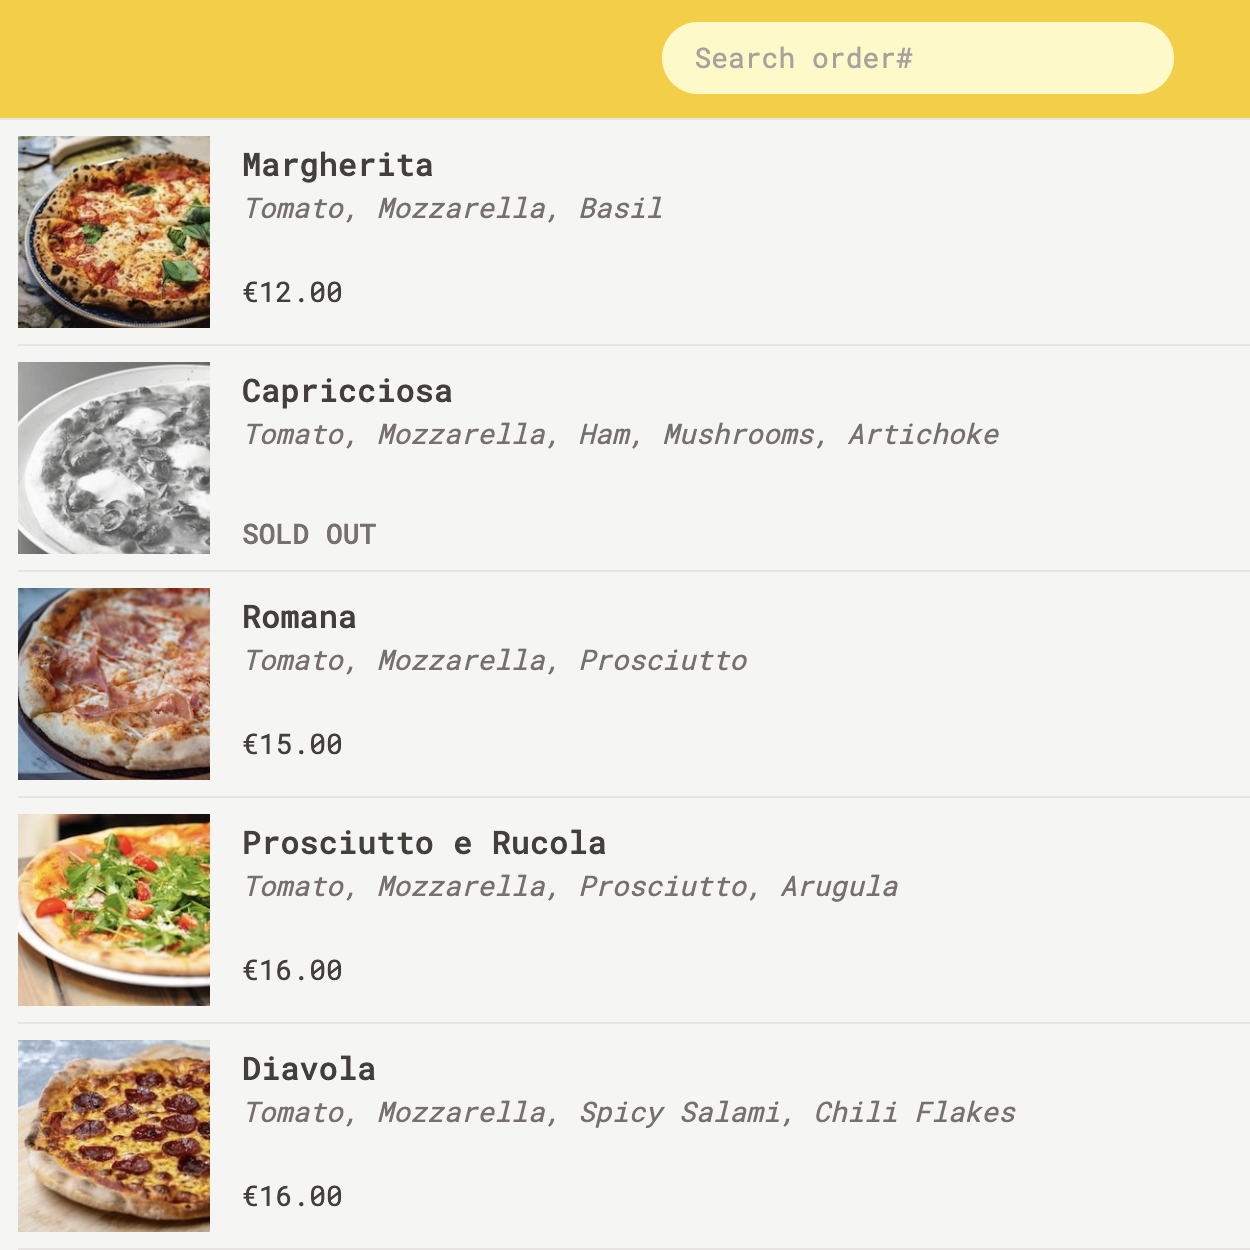 Search order#
Margherita
Tomato, Mozzarella, Basil
€12.00
Capricciosa
Tomato, Mozzarella, Ham, Mushrooms, Artichoke
SOLD OUT
Romana
Tomato, Mozzarella, Prosciutto
€15.00
Prosciutto e Rucola
Tomato, Mozzarella, Prosciutto, Arugula
€16.00
Diavola
Tomato, Mozzarella, Spicy Salami, Chili Flakes
€16.00